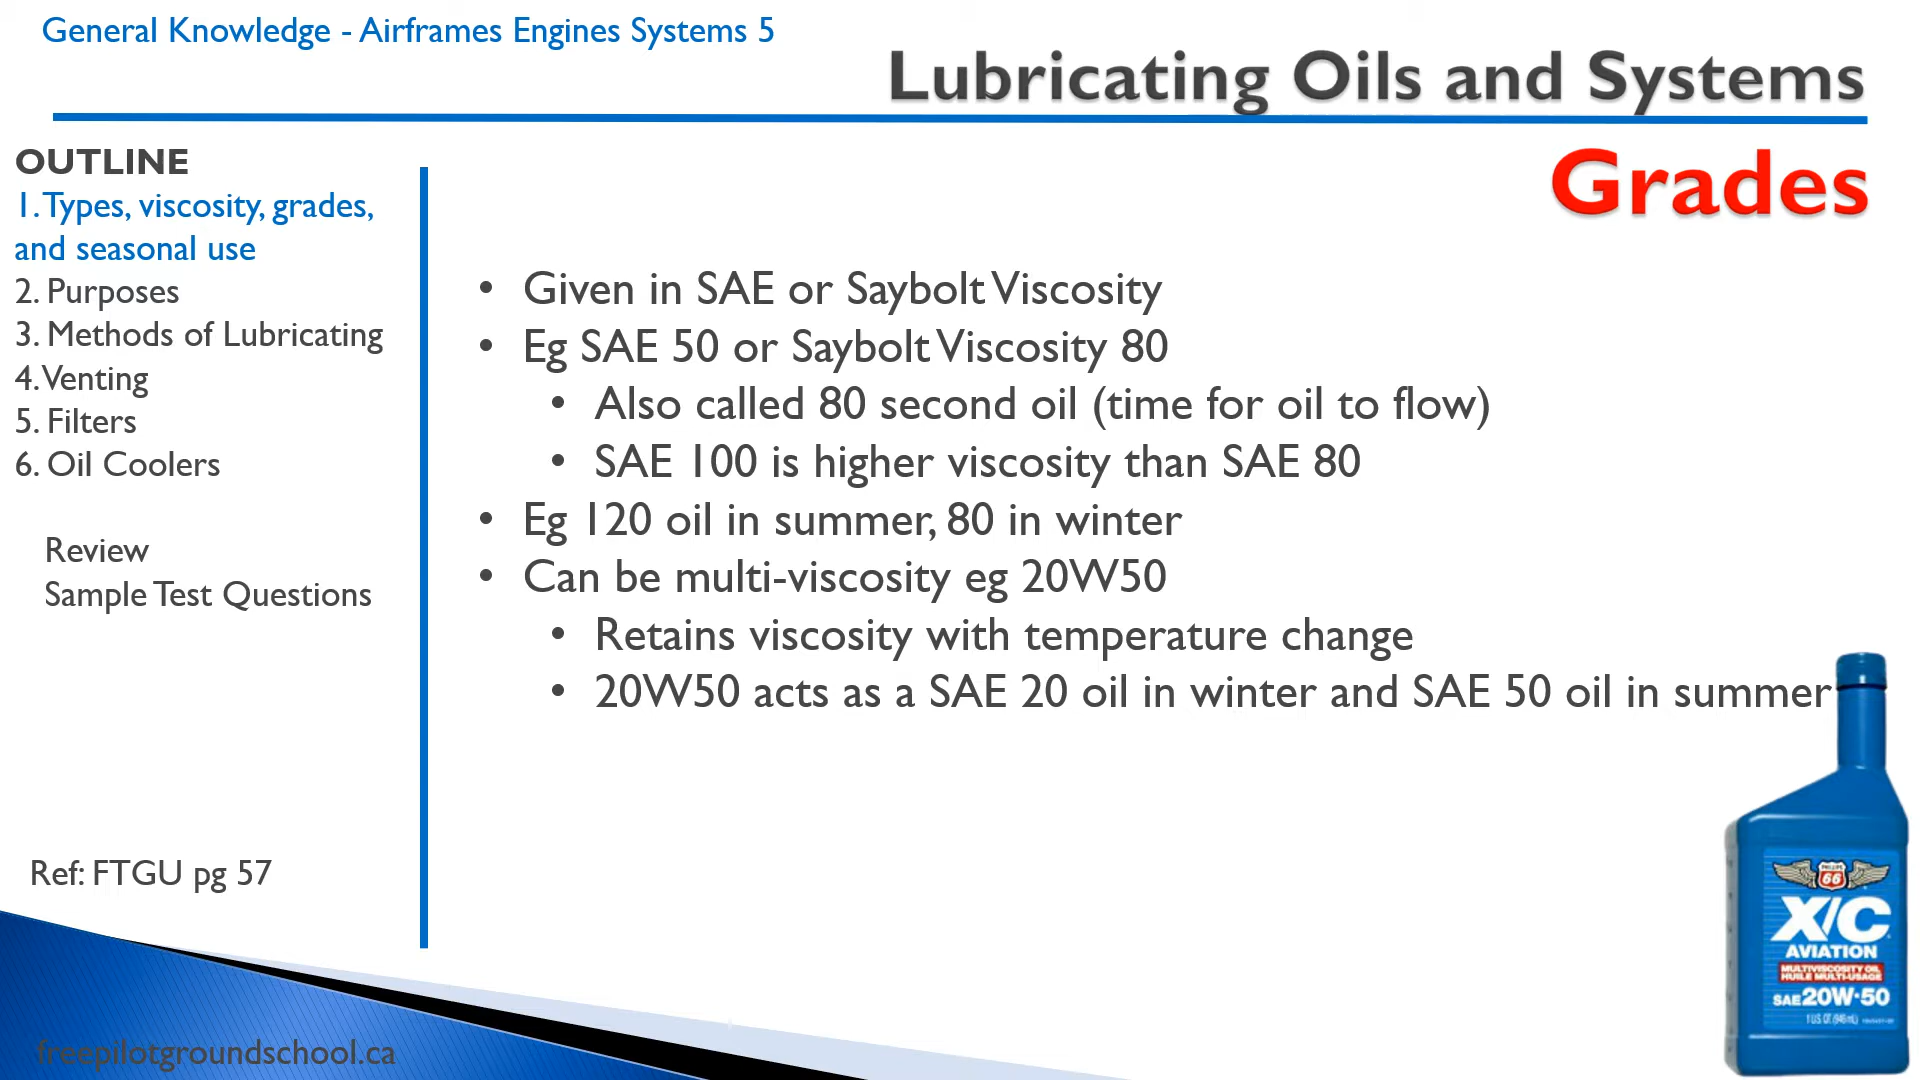 General Knowledge - Airframes Engines Systems 5
Lubricating Oils and Systems
Grades
OUTLINE
1. Types, viscosity, grades,
and seasonal use
2. Purposes
3. Methods of Lubricating
4. Venting
5. Filters
6. Oil Coolers
Review
Sample Test Questions
Ref: FTGU pg 57
• Given in SAE or Saybolt Viscosity
• Eg SAE 50 or Saybolt Viscosity 80
• Also called 80 second oil (time for oil to flow)
• SAE 100 is higher viscosity than SAE 80
• Eg 120 oil in summer, 80 in winter
• Can be multi-viscosity eg 20W50
• Retains viscosity with temperature change
• 20W50 acts as a SAE 20 oil in winter and SAE 50 oil in summer
66
X/C
AVIATION
MULTIVISCOSITY OIL
HUILE MULTI-USAGE
SAE 20W-50
freepilotgroundschool.ca